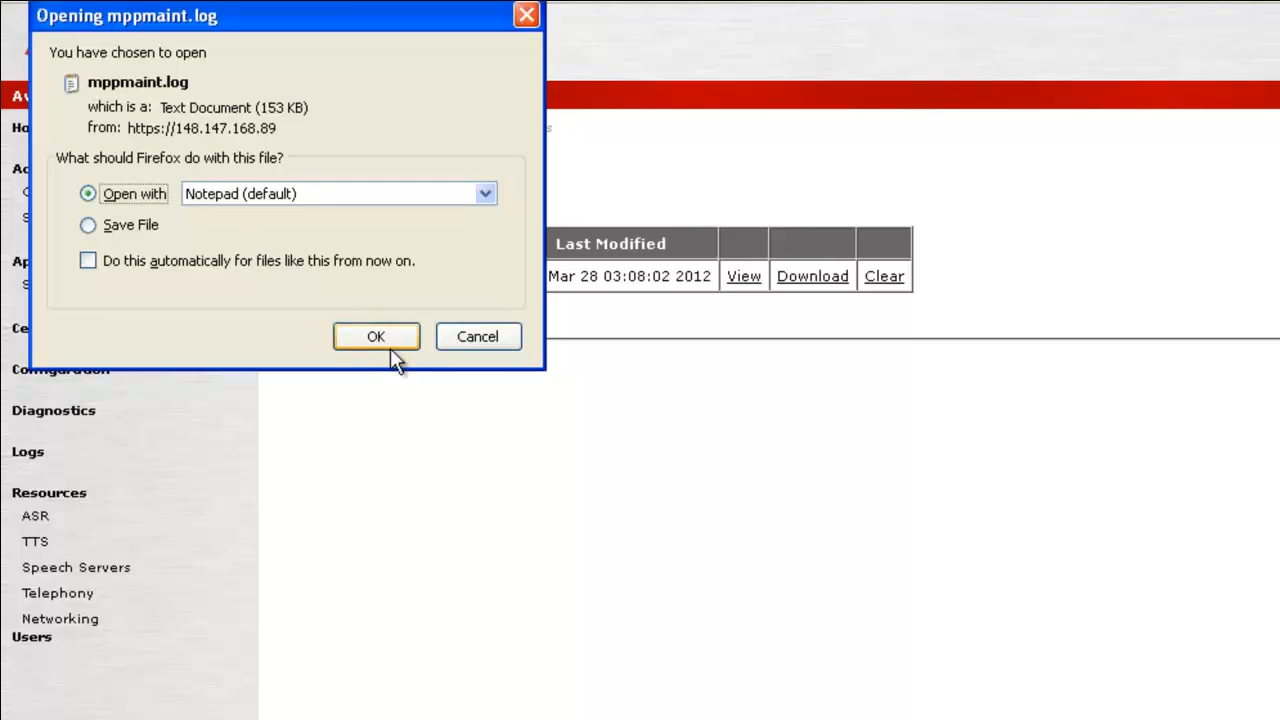 Opening mppmaint.log
You have chosen to open
mppmaint.log
which is a: Text Document (153 KB)
from: https://148.147.168.89
What should Firefox do with this file?
Open with Notepad (default)
Save File
Do this automatically for files like this from now on.
OK Cancel
Last Modified
Mar 28 03:08:02 2012 View Download Clear
Configuration
Diagnostics
Logs
Resources
ASR
TTS
Speech Servers
Telephony
Networking
Users